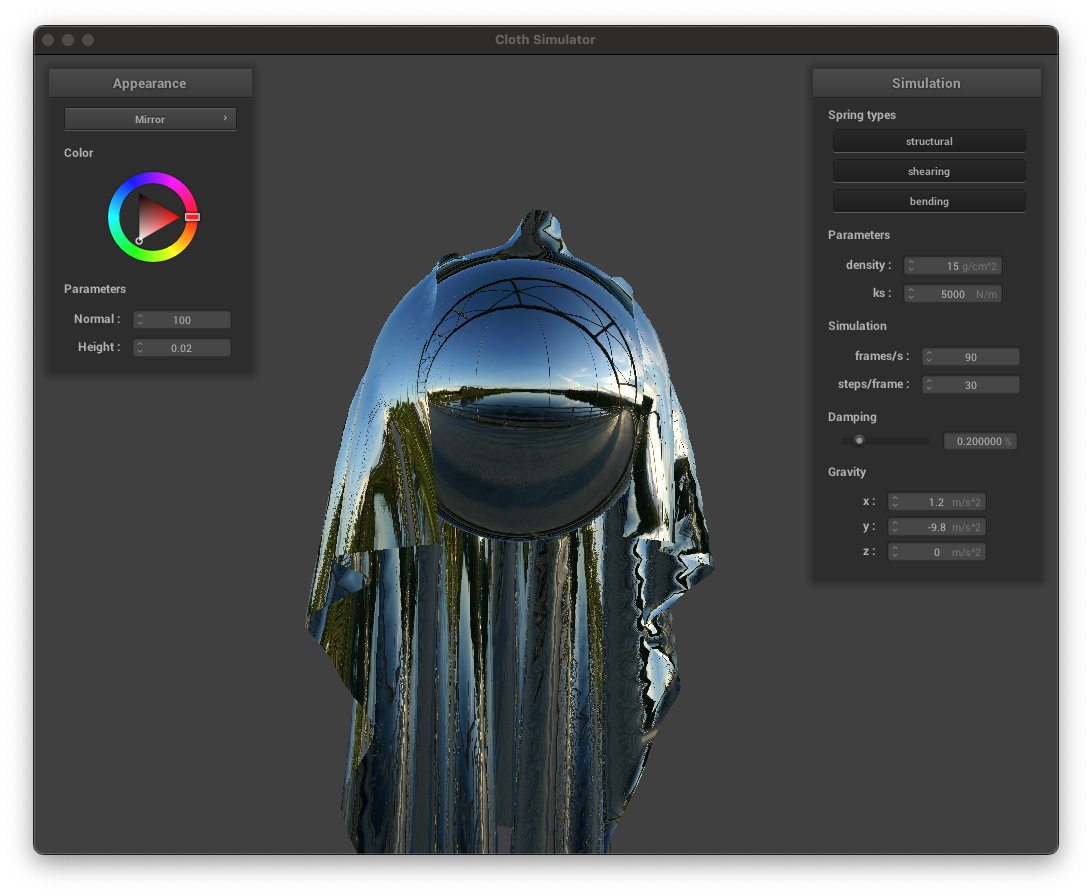 Cloth Simulator
Appearance
Mirror
Color
Parameters
Normal : 100
Height : 0.02
Simulation
Spring types
structural
shearing
bending
Parameters
density : 15 g/cm^2
ks : 5000 N/m
Simulation
frames/s : 90
steps/frame : 30
Damping
0.200000 %
Gravity
x : 1.2 m/s^2
y : -9.8 m/s^2
z : 0 m/s^2